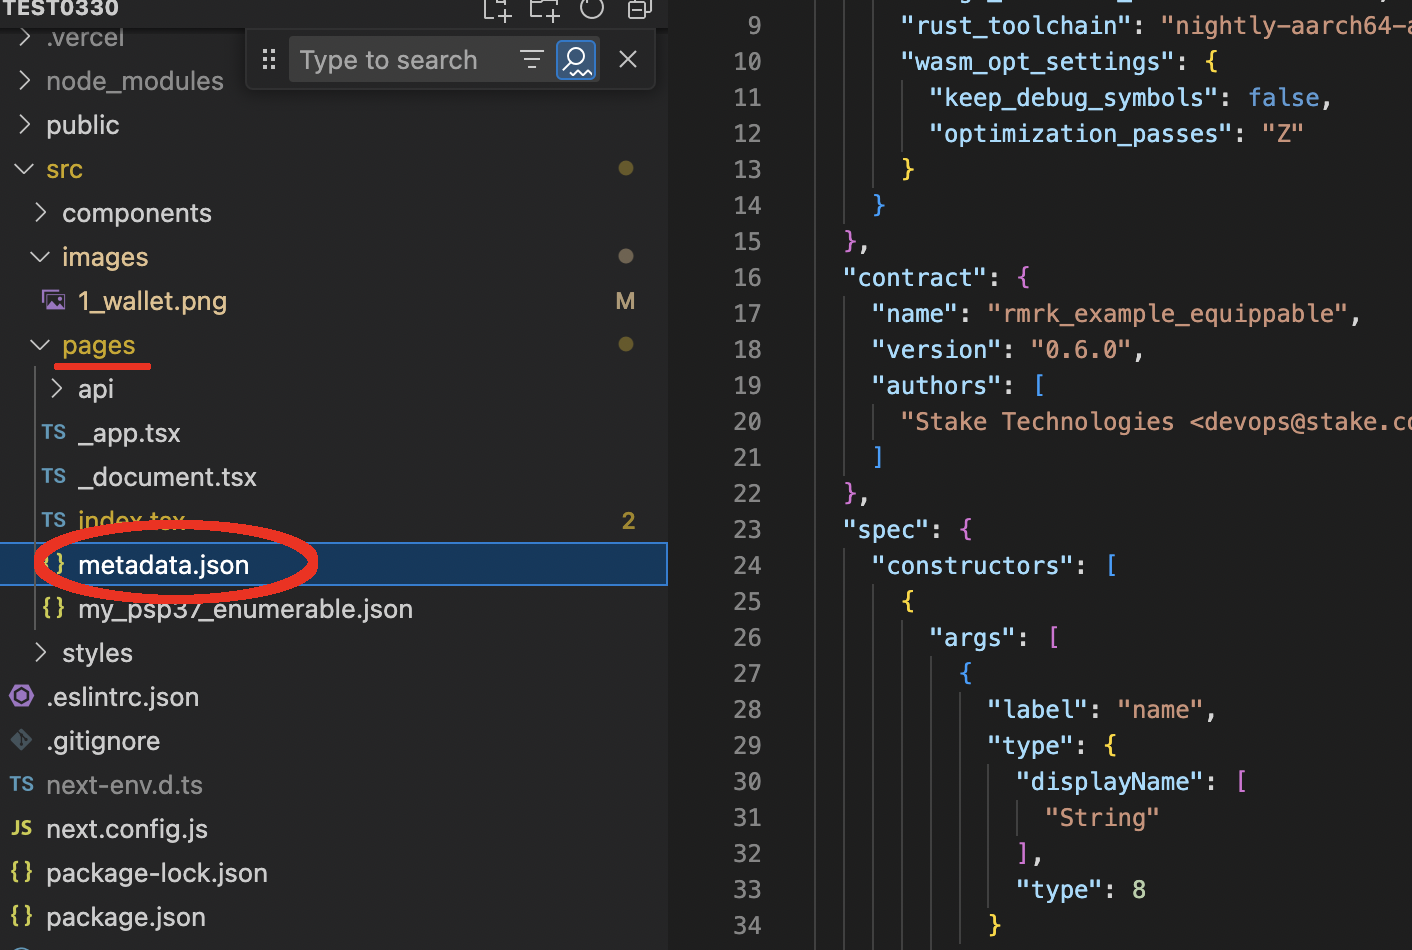 TEST0330
.vercel
Type to search
node_modules
public
src
components
images
1_wallet.png M
pages
api
TS _app.tsx
TS _document.tsx
TS index.tsx 2
{} metadata.json
{} my_psp37_enumerable.json
styles
.eslintrc.json
.gitignore
TS next-env.d.ts
JS next.config.js
{} package-lock.json
{} package.json
9 "rust_toolchain": "nightly-aarch64-a
10 "wasm_opt_settings": {
11 "keep_debug_symbols": false,
12 "optimization_passes": "Z"
13 }
14 }
15 },
16 "contract": {
17 "name": "rmrk_example_equippable",
18 "version": "0.6.0",
19 "authors": [
20 "Stake Technologies <devops@stake.co
21 ]
22 },
23 "spec": {
24 "constructors": [
25 {
26 "args": [
27 {
28 "label": "name",
29 "type": {
30 "displayName": [
31 "String"
32 ],
33 "type": 8
34 }